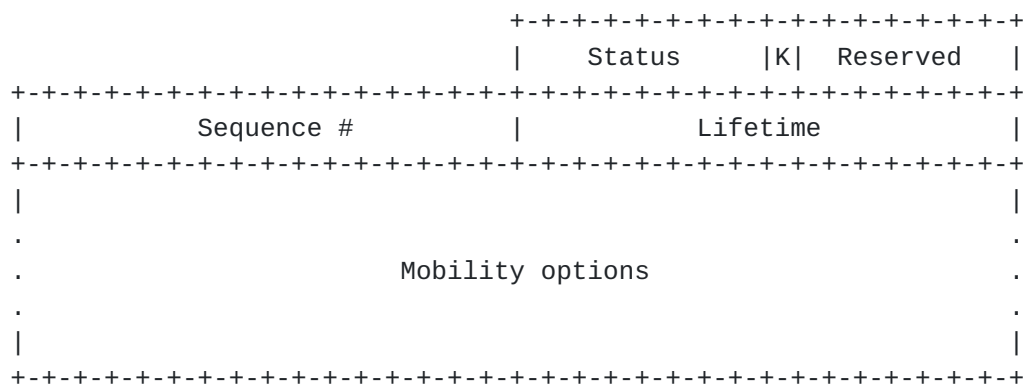 +-+-+-+-+-+-+-+-+-+-+-+-+-+-+-+-+
|    Status     |K|  Reserved   |
+-+-+-+-+-+-+-+-+-+-+-+-+-+-+-+-+-+-+-+-+-+-+-+-+-+-+-+-+-+-+-+-+
|           Sequence #          |           Lifetime            |
+-+-+-+-+-+-+-+-+-+-+-+-+-+-+-+-+-+-+-+-+-+-+-+-+-+-+-+-+-+-+-+-+
|                                                               |
.                                                               .
.                        Mobility options                       .
.                                                               .
|                                                               |
+-+-+-+-+-+-+-+-+-+-+-+-+-+-+-+-+-+-+-+-+-+-+-+-+-+-+-+-+-+-+-+-+